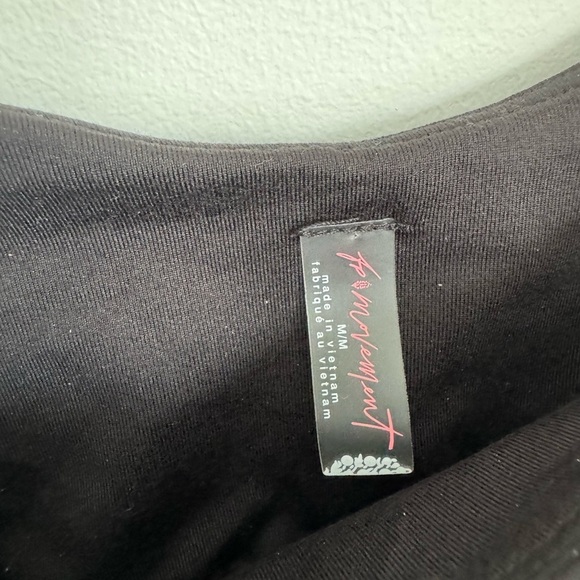 fp movement
M/M
made in vietnam
fabriqué au vietnam